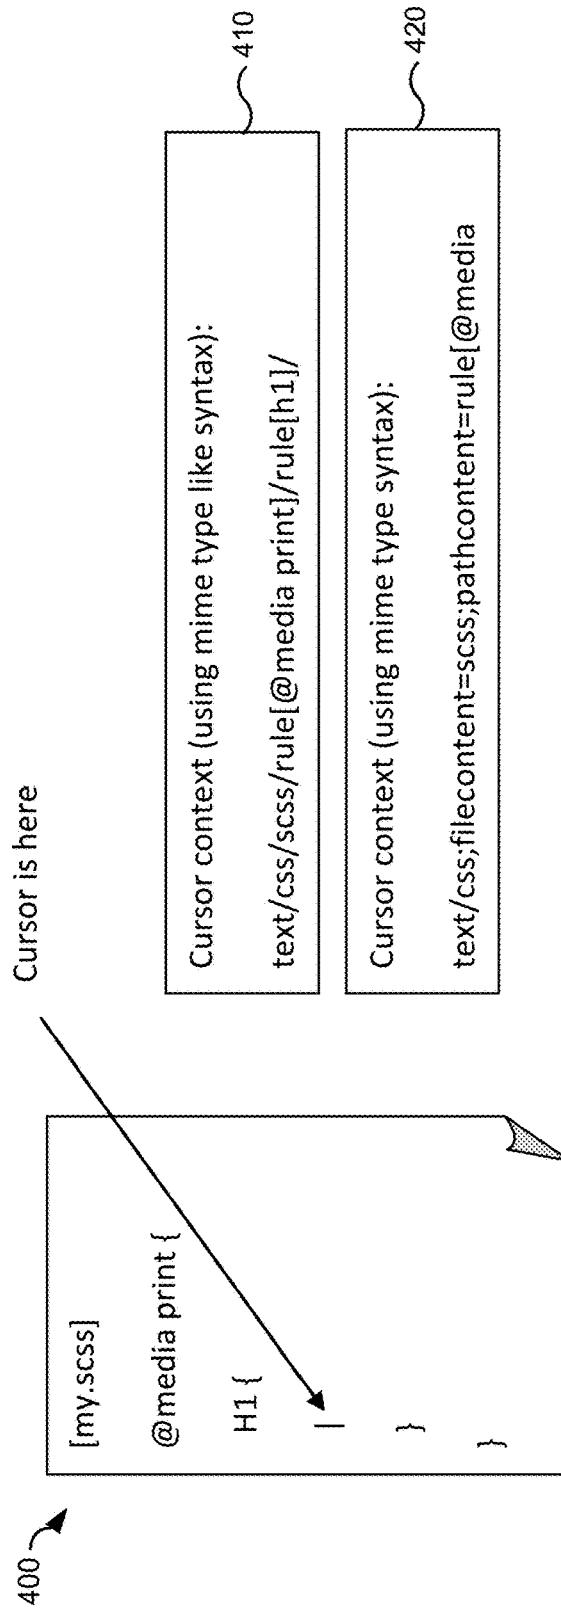 400
[my.scss]
@media print {
H1 {
|
}
}
Cursor is here
Cursor context (using mime type like syntax):
text/css/scss/rule[@media print]/rule[h1]/
410
Cursor context (using mime type syntax):
text/css;filecontent=scss;pathcontent=rule[@media
420